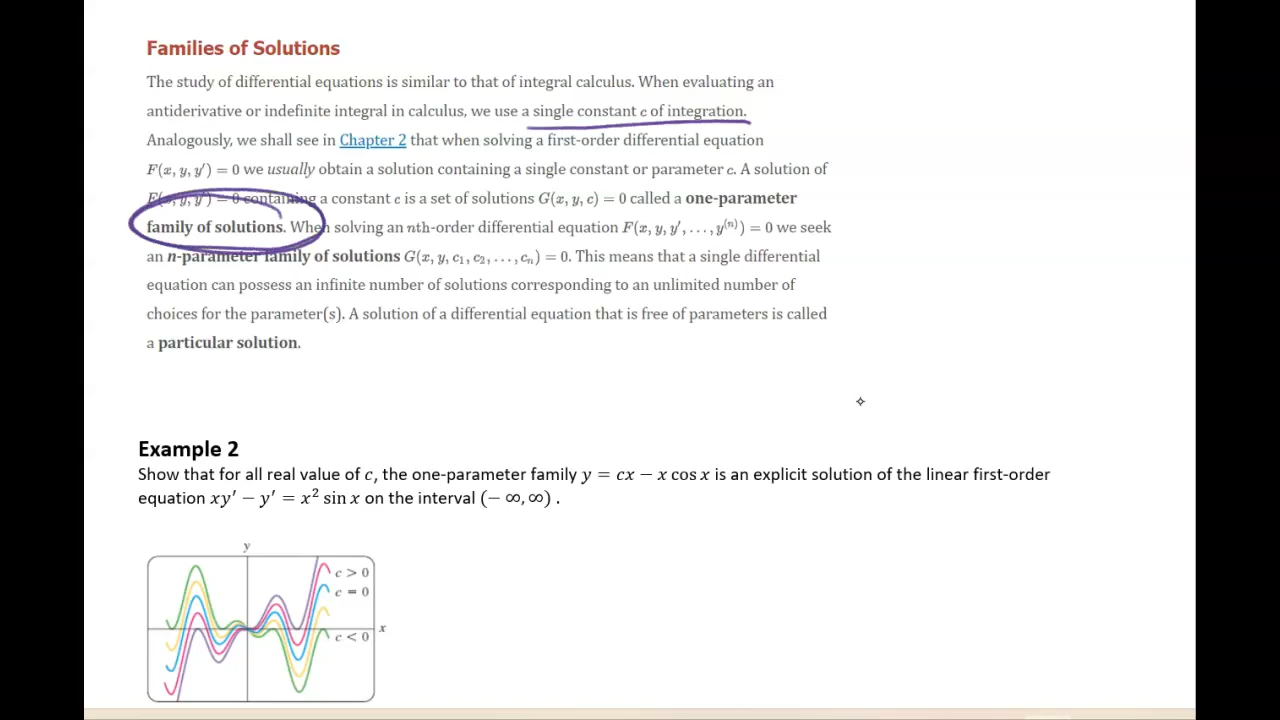 Families of Solutions
The study of differential equations is similar to that of integral calculus. When evaluating an
antiderivative or indefinite integral in calculus, we use a single constant c of integration.
Analogously, we shall see in Chapter 2 that when solving a first-order differential equation
F(x, y, y′) = 0 we usually obtain a solution containing a single constant or parameter c. A solution of
F(x, y, y′) = 0 containing a constant c is a set of solutions G(x, y, c) = 0 called a one-parameter
family of solutions. When solving an nth-order differential equation F(x, y, y′, . . . , y⁽ⁿ⁾) = 0 we seek
an n-parameter family of solutions G(x, y, c₁, c₂, . . . , cₙ) = 0. This means that a single differential
equation can possess an infinite number of solutions corresponding to an unlimited number of
choices for the parameter(s). A solution of a differential equation that is free of parameters is called
a particular solution.
Example 2
Show that for all real value of c, the one-parameter family y = cx − x cos x is an explicit solution of the linear first-order
equation xy′ − y′ = x² sin x on the interval (− ∞, ∞) .
y
c > 0
c = 0
x
c < 0